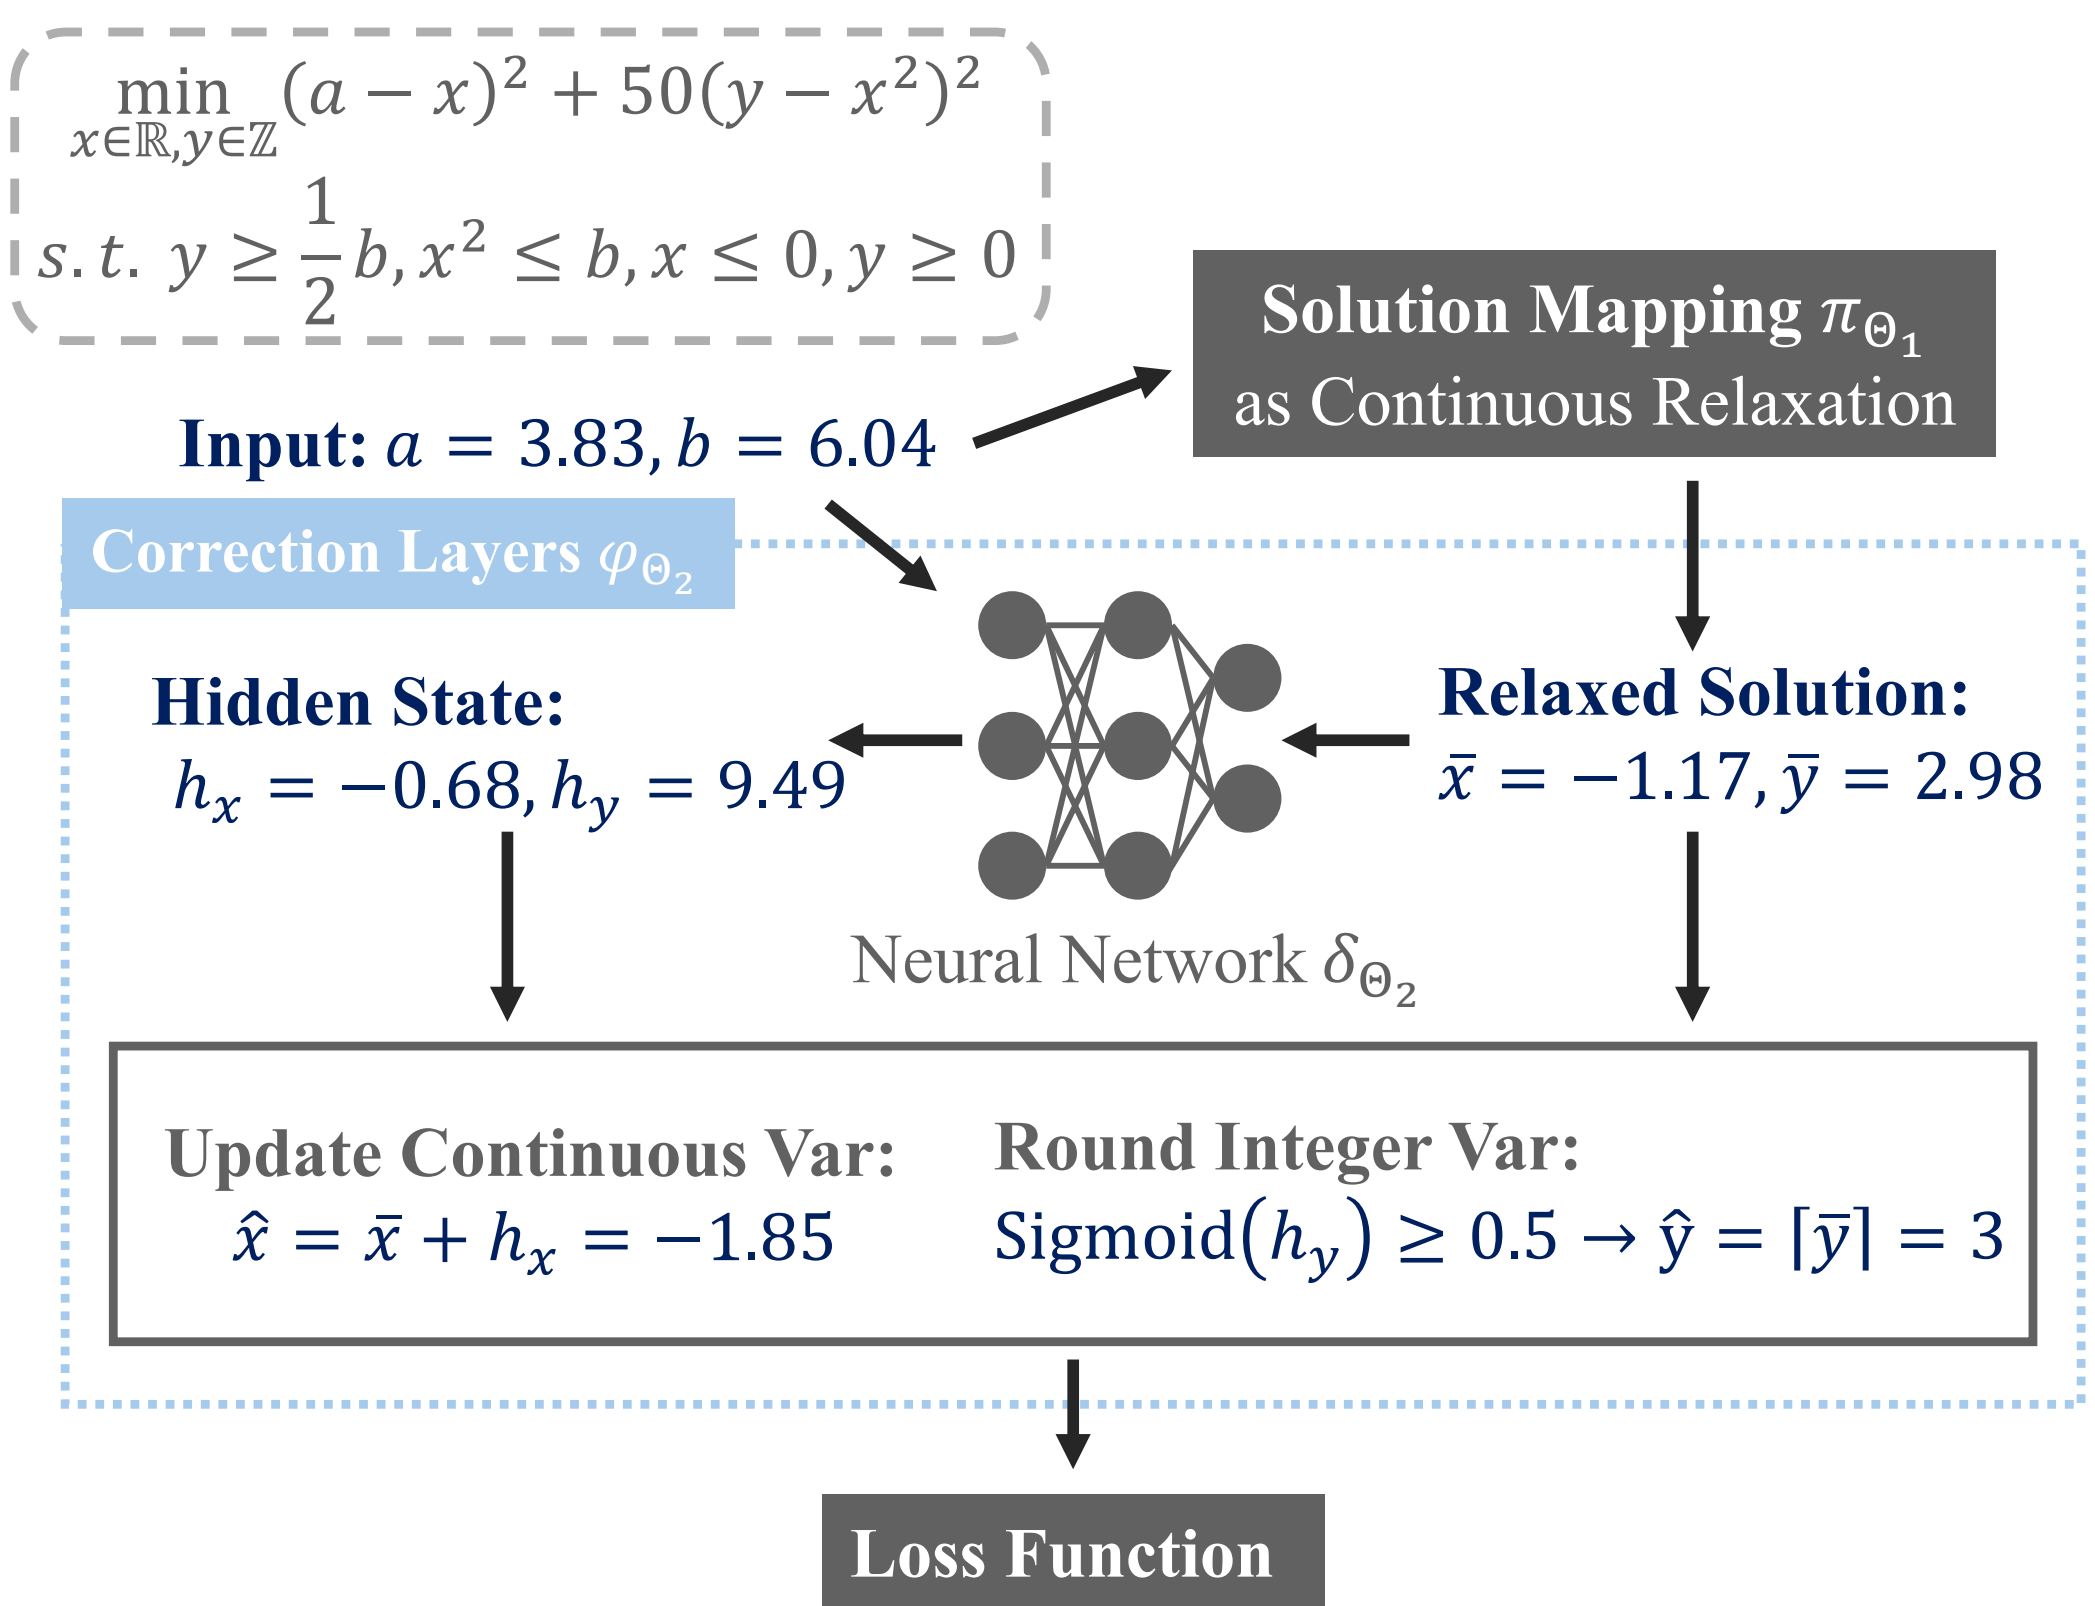 min (a − x)² + 50(y − x²)²
x∈ℝ,y∈ℤ
s.t. y ≥ 1/2 b, x² ≤ b, x ≤ 0, y ≥ 0
Solution Mapping π_Θ₁
as Continuous Relaxation
Input: a = 3.83, b = 6.04
Correction Layers φ_Θ₂
Hidden State:
h_x = −0.68, h_y = 9.49
Relaxed Solution:
x̄ = −1.17, ȳ = 2.98
Neural Network δ_Θ₂
Update Continuous Var:
x̂ = x̄ + h_x = −1.85
Round Integer Var:
Sigmoid(h_y) ≥ 0.5 → ŷ = ⌈ȳ⌉ = 3
Loss Function